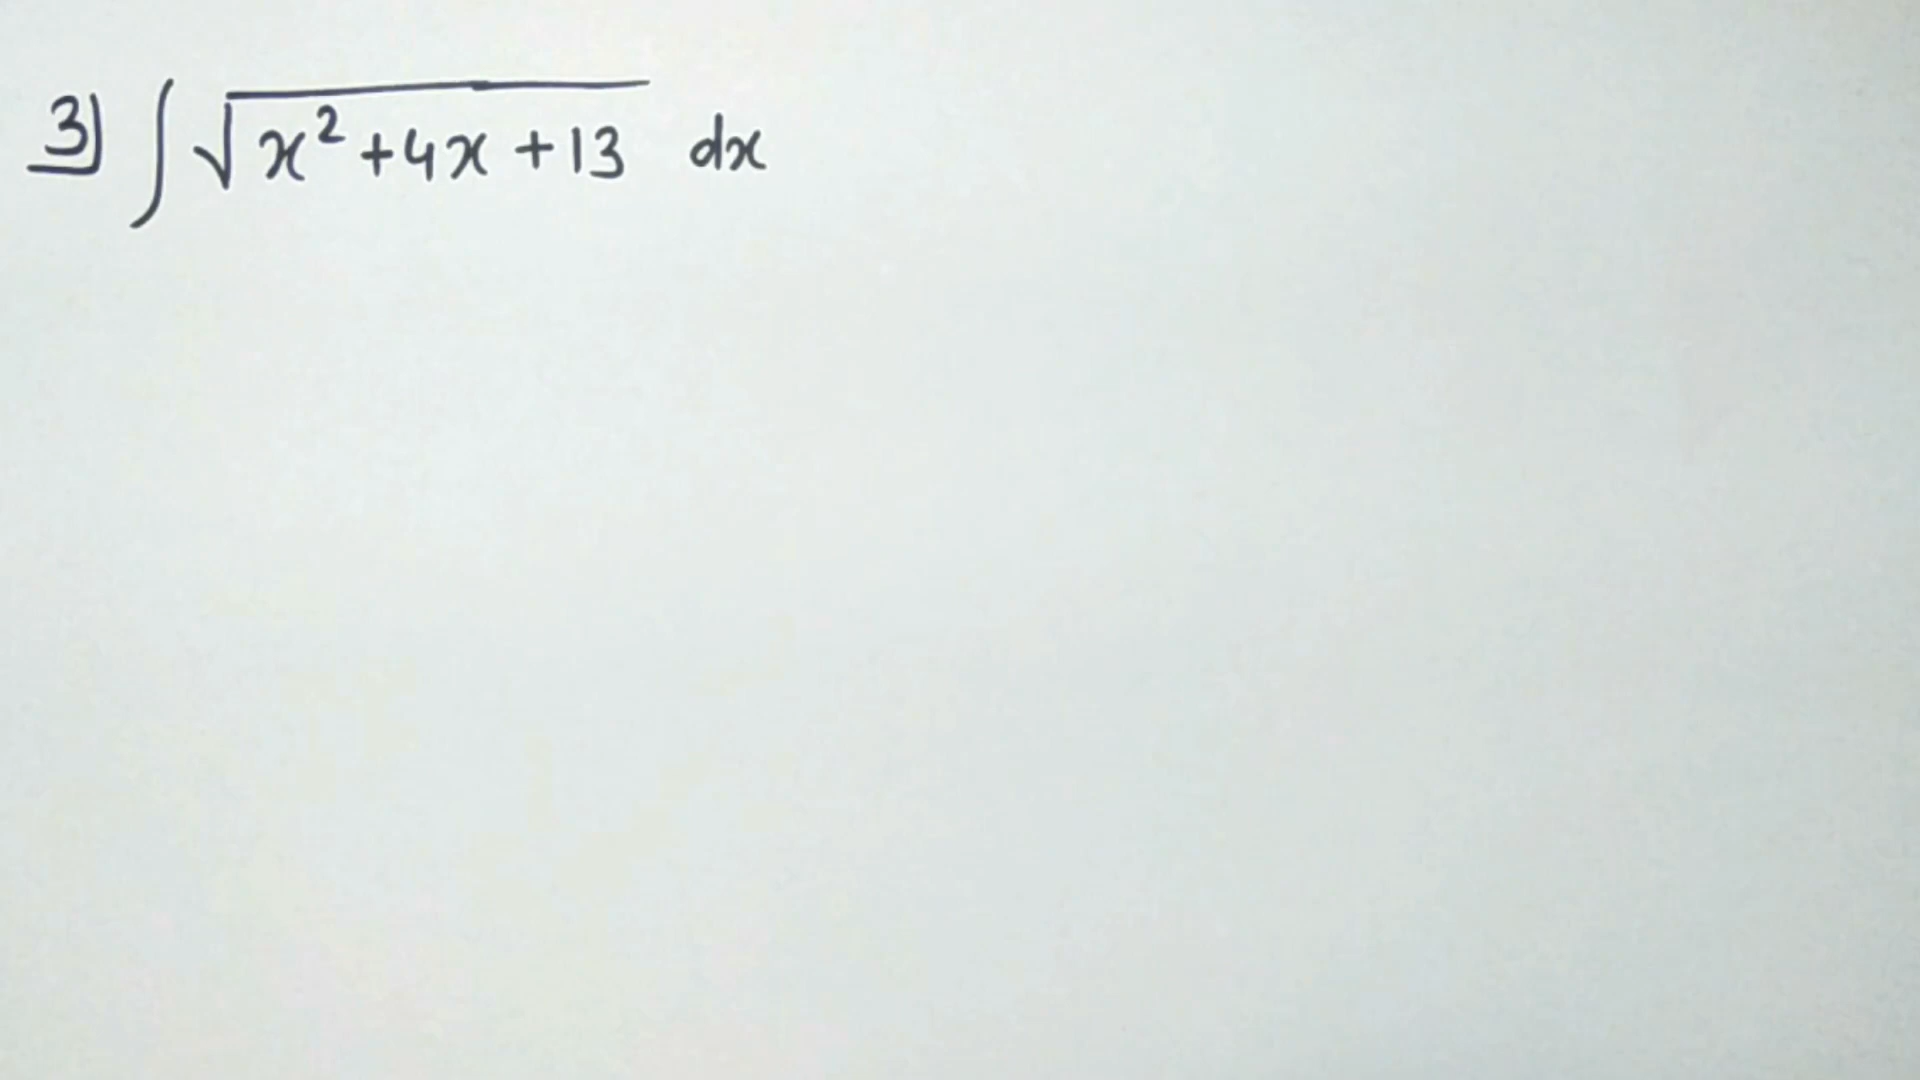 3) ∫ √(x² + 4x + 13) dx